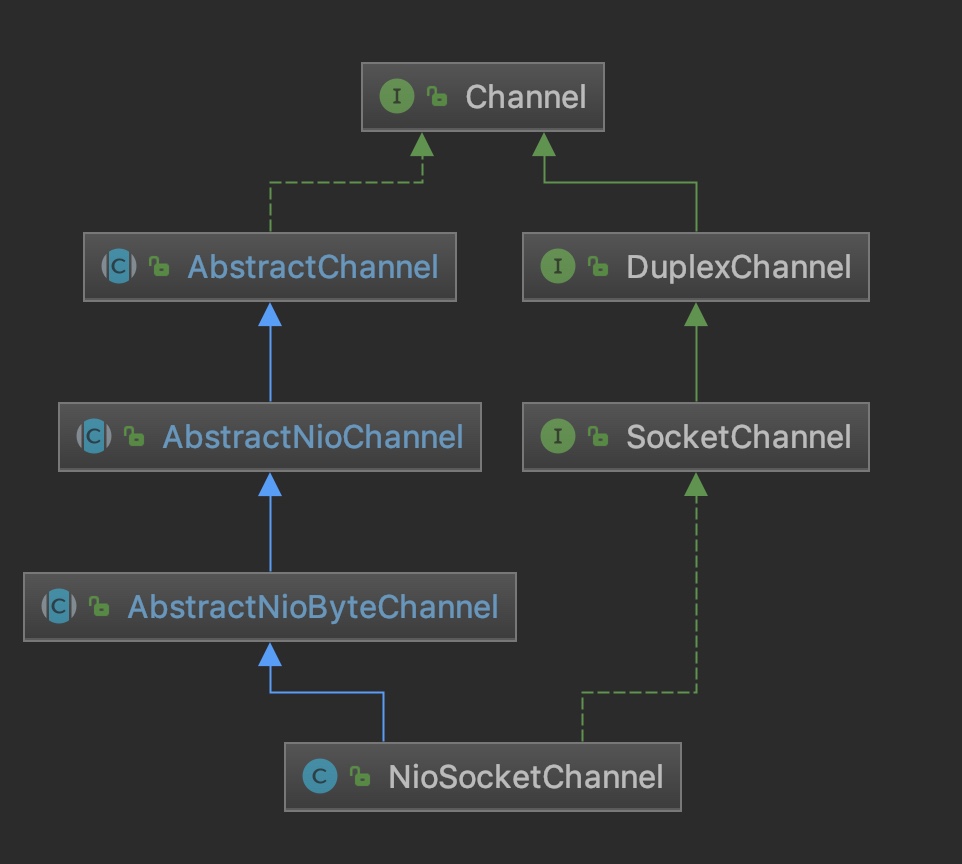 I Channel
C AbstractChannel
I DuplexChannel
C AbstractNioChannel
I SocketChannel
C AbstractNioByteChannel
C NioSocketChannel